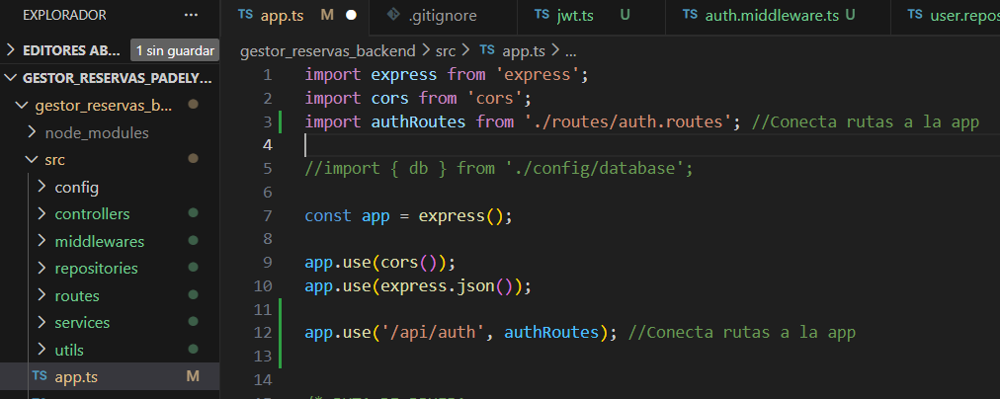 EXPLORADOR ...
EDITORES AB... 1 sin guardar
GESTOR_RESERVAS_PADELY...
gestor_reservas_b...
node_modules
src
config
controllers
middlewares
repositories
routes
services
utils
TS app.ts M
TS app.ts M .gitignore TS jwt.ts U TS auth.middleware.ts U TS user.repos
gestor_reservas_backend > src > TS app.ts > ...
1 import express from 'express';
2 import cors from 'cors';
3 import authRoutes from './routes/auth.routes'; //Conecta rutas a la app
4
5 //import { db } from './config/database';
6
7 const app = express();
8
9 app.use(cors());
10 app.use(express.json());
11
12 app.use('/api/auth', authRoutes); //Conecta rutas a la app
13
14